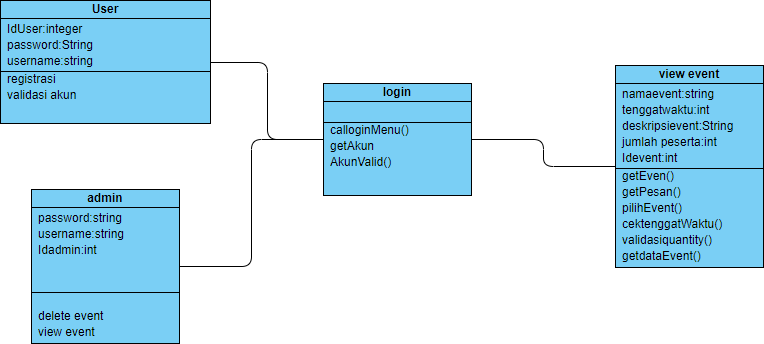 User
IdUser:integer
password:String
username:string
registrasi
validasi akun
admin
password:string
username:string
Idadmin:int
delete event
view event
login
calloginMenu()
getAkun
AkunValid()
view event
namaevent:string
tenggatwaktu:int
deskripsievent:String
jumlah peserta:int
Idevent:int
getEven()
getPesan()
pilihEvent()
cektenggatWaktu()
validasiquantity()
getdataEvent()